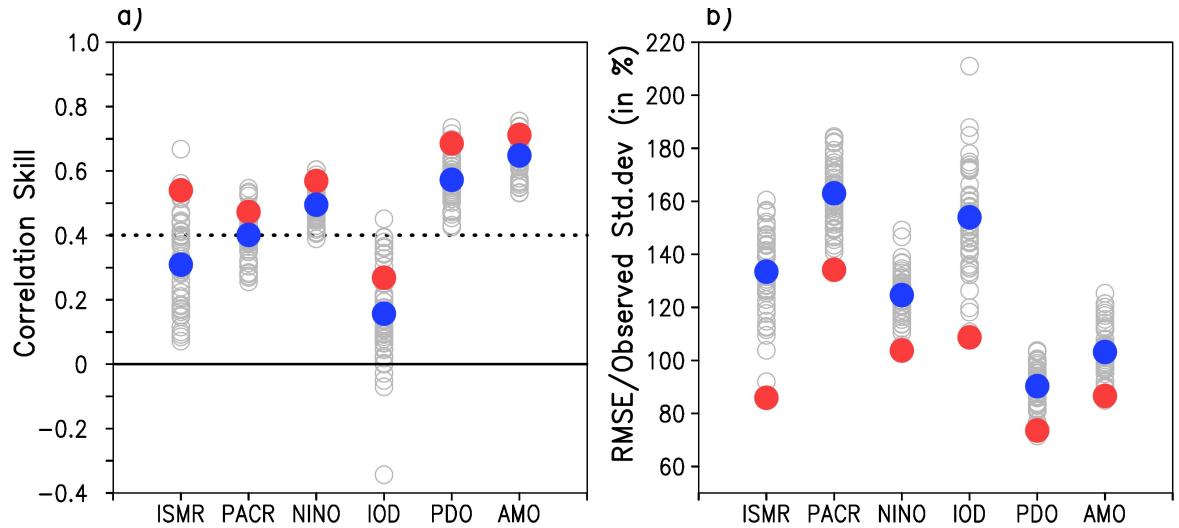 a)
Correlation Skill
1.0
0.8
0.6
0.4
0.2
0
−0.2
−0.4
ISMR PACR NINO IOD PDO AMO
b)
RMSE/Observed Std.dev (in %)
220
200
180
160
140
120
100
80
60
ISMR PACR NINO IOD PDO AMO